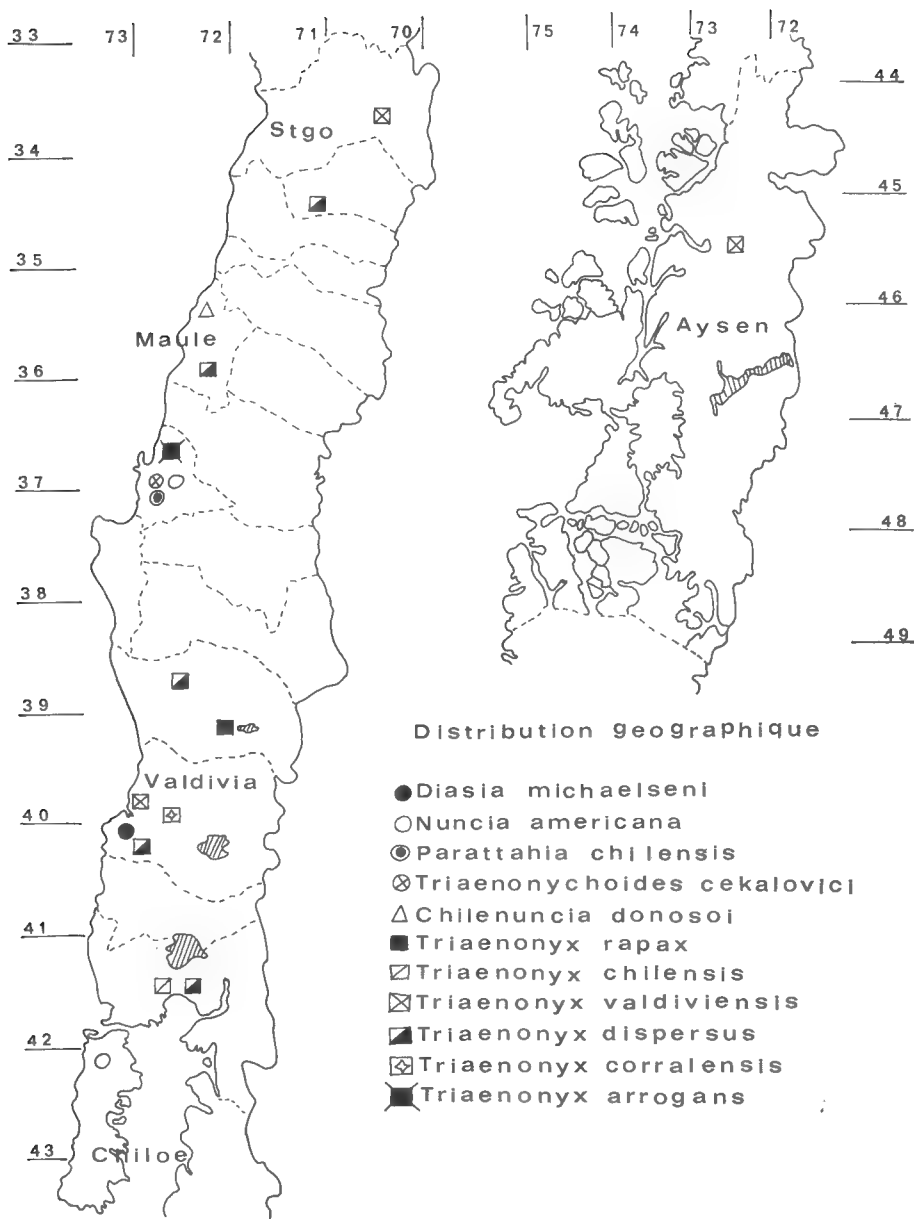 73 72 71 70
75 74 73 72
33
34
35
36
37
38
39
40
41
42
43
44
45
46
47
48
49
Stgo
Maule
Valdivia
Chiloe
Aysen
Distribution geographique
Diasia michaelseni
Nuncia americana
Parattahia chilensis
Triaenonychoides cekalovici
Chilenuncia donosoi
Triaenonyx rapax
Triaenonyx chilensis
Triaenonyx valdiviensis
Triaenonyx dispersus
Triaenonyx corralensis
Triaenonyx arrogans